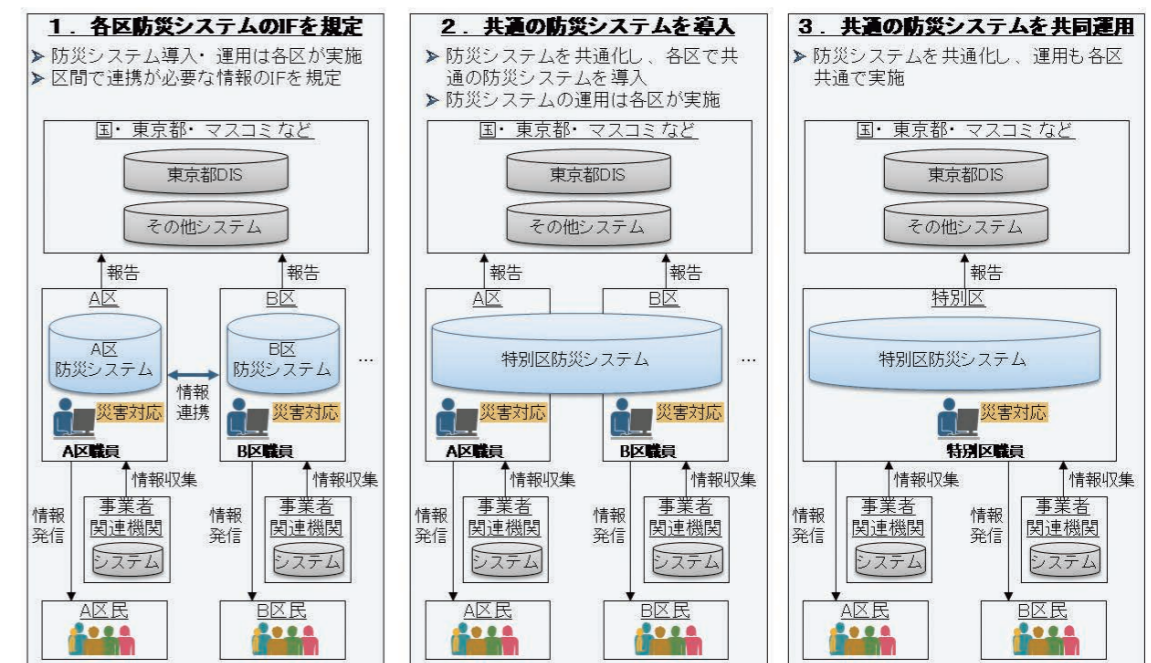 １．各区防災システムのIFを規定
➤ 防災システム導入・運用は各区が実施
➤ 区間で連携が必要な情報のIFを規定
国・東京都・マスコミなど
東京都DIS
その他システム
報告
報告
A区
B区
A区
防災システム
B区
防災システム
…
情報
連携
災害対応
災害対応
A区職員
B区職員
情報収集
情報収集
情報
発信
事業者
関連機関
システム
情報
発信
事業者
関連機関
システム
A区民
B区民
２．共通の防災システムを導入
➤ 防災システムを共通化し、各区で共
通の防災システムを導入
➤ 防災システムの運用は各区が実施
国・東京都・マスコミなど
東京都DIS
その他システム
報告
報告
A区
B区
特別区防災システム
…
災害対応
災害対応
A区職員
B区職員
情報収集
情報収集
情報
発信
事業者
関連機関
システム
情報
発信
事業者
関連機関
システム
A区民
B区民
３．共通の防災システムを共同運用
➤ 防災システムを共通化し、運用も各区
共通で実施
国・東京都・マスコミなど
東京都DIS
その他システム
報告
特別区
特別区防災システム
災害対応
特別区職員
情報収集
情報収集
情報
発信
事業者
関連機関
システム
情報
発信
事業者
関連機関
システム
A区民
B区民